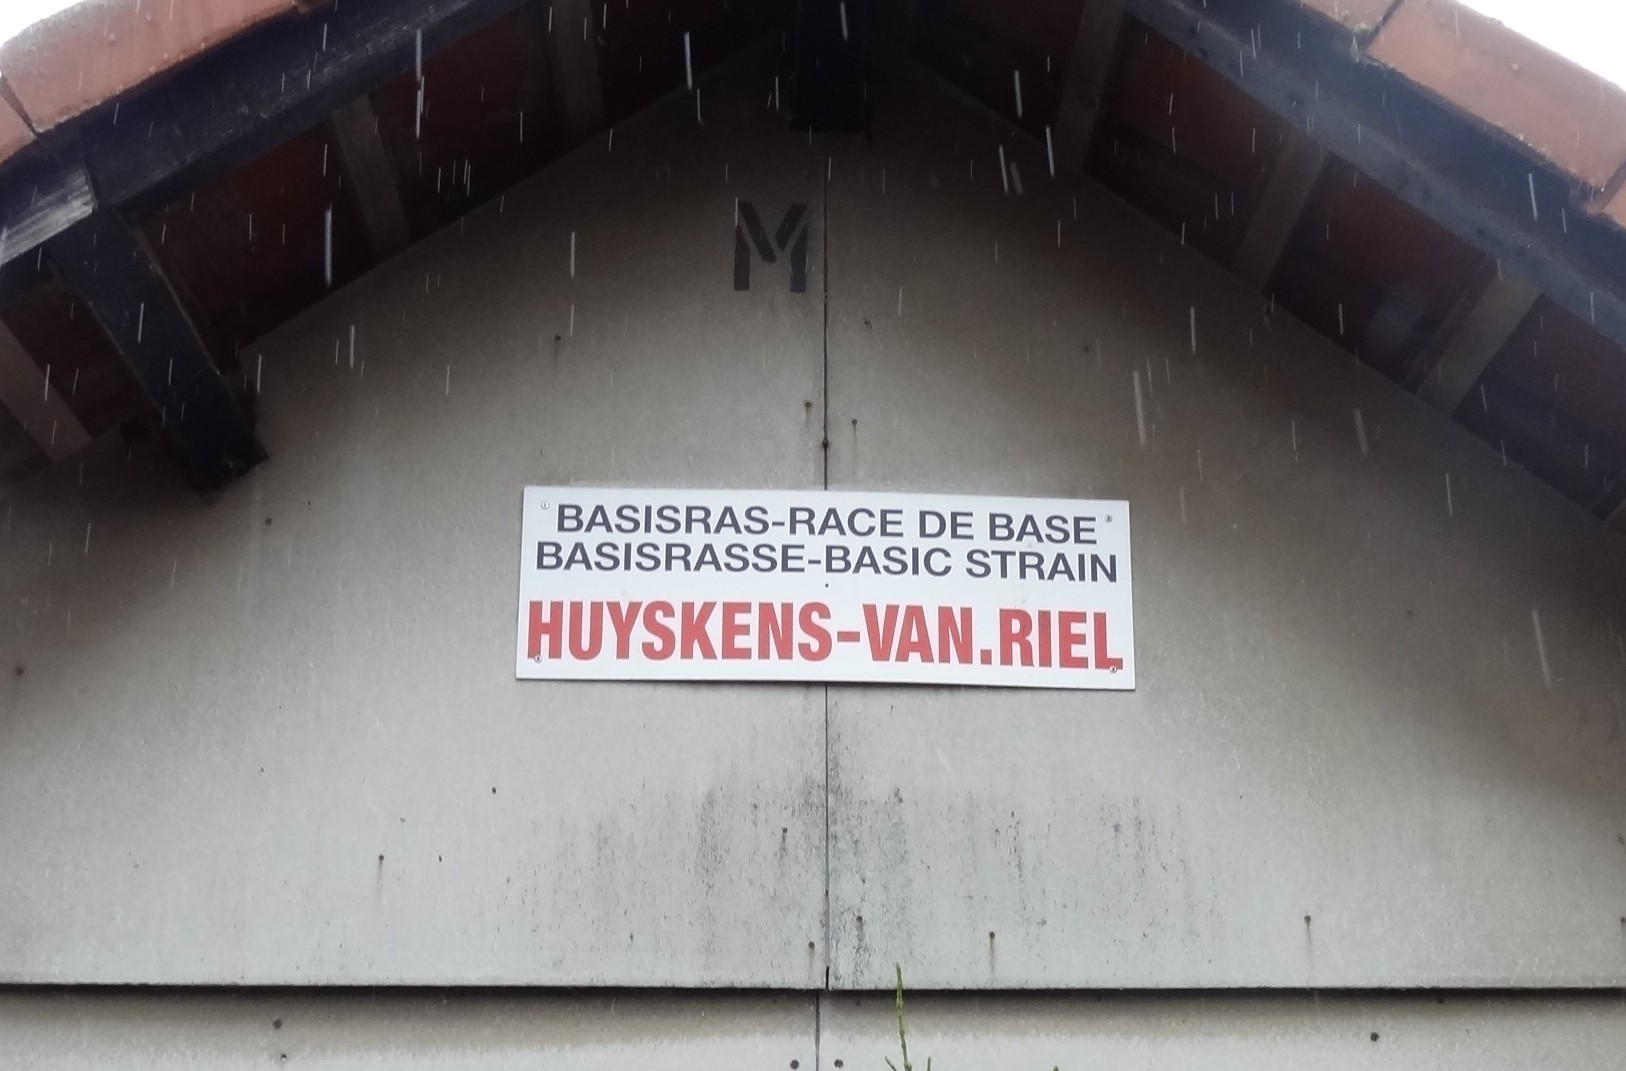 M
BASISRAS-RACE DE BASE
BASISRASSE-BASIC STRAIN
HUYSKENS-VAN.RIEL